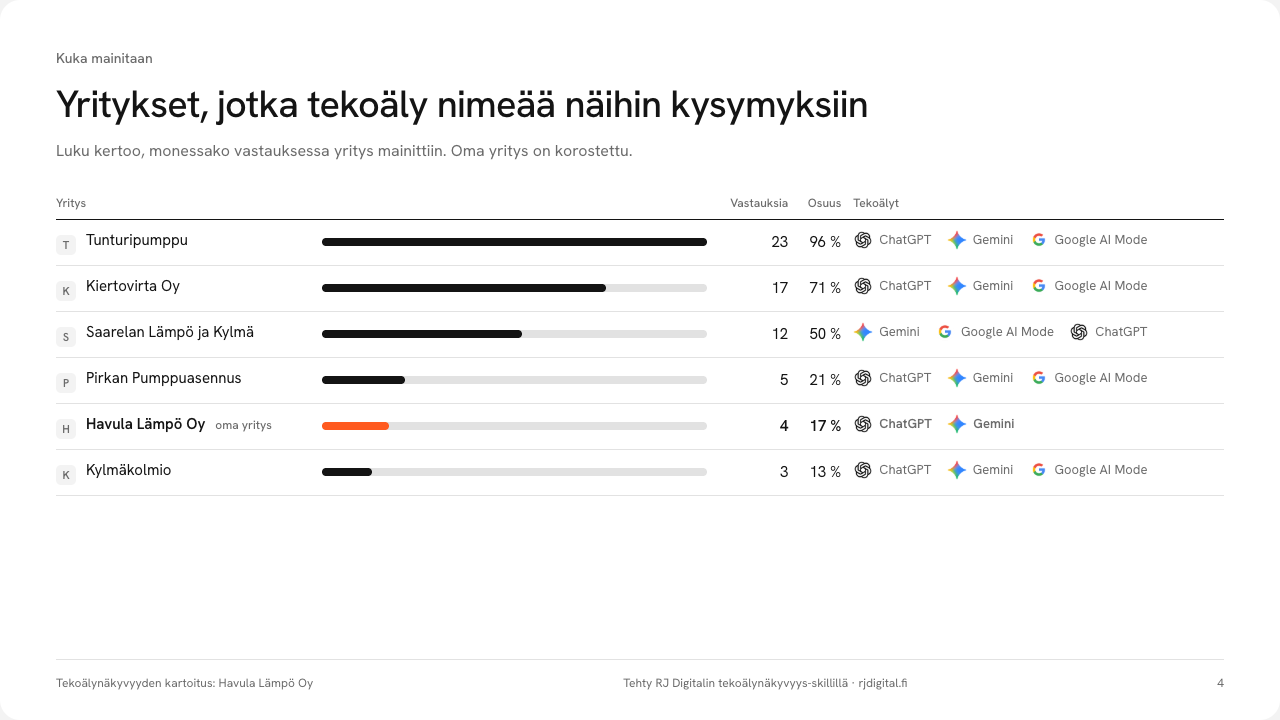 Kuka mainitaan
Yritykset, jotka tekoäly nimeää näihin kysymyksiin
Luku kertoo, monessako vastauksessa yritys mainittiin. Oma yritys on korostettu.
Yritys Vastauksia Osuus Tekoälyt
T Tunturipumppu 23 96 % ChatGPT Gemini Google AI Mode
K Kiertovirta Oy 17 71 % ChatGPT Gemini Google AI Mode
S Saarelan Lämpö ja Kylmä 12 50 % Gemini Google AI Mode ChatGPT
P Pirkan Pumppuasennus 5 21 % ChatGPT Gemini Google AI Mode
H Havula Lämpö Oy oma yritys 4 17 % ChatGPT Gemini
K Kylmäkolmio 3 13 % ChatGPT Gemini Google AI Mode
Tekoälynäkyvyyden kartoitus: Havula Lämpö Oy Tehty RJ Digitalin tekoälynäkyvyys-skillillä · rjdigital.fi 4